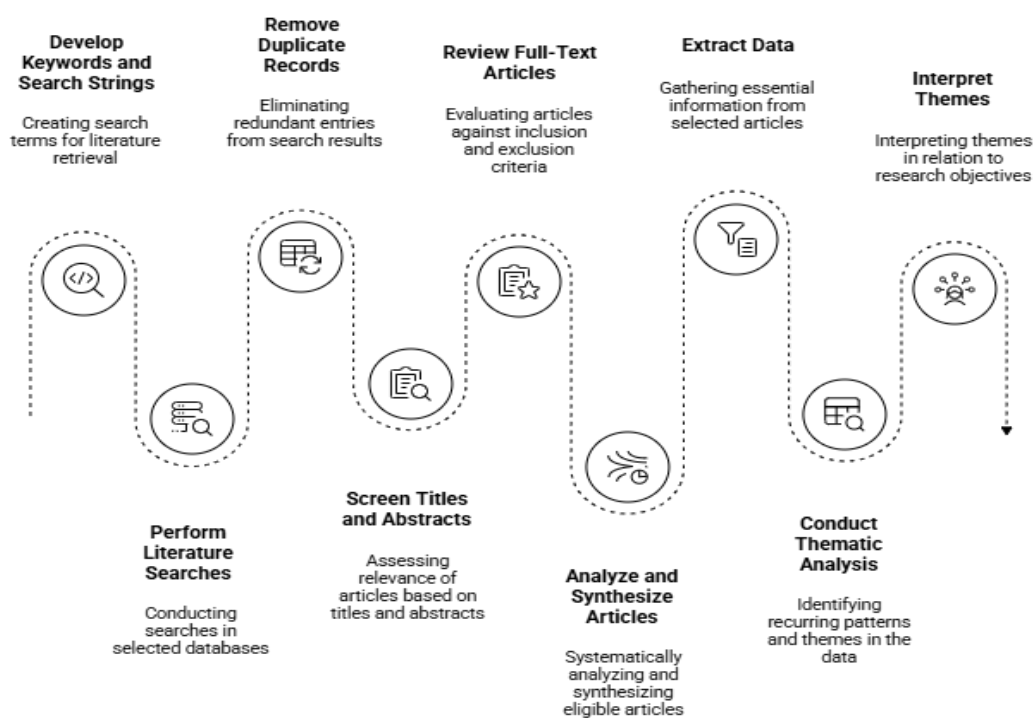 Develop
Keywords and
Search Strings
Creating search
terms for literature
retrieval
Perform
Literature
Searches
Conducting
searches in
selected databases
Remove
Duplicate
Records
Eliminating
redundant entries
from search results
Screen Titles
and Abstracts
Assessing
relevance of
articles based on
titles and abstracts
Review Full-Text
Articles
Evaluating articles
against inclusion
and exclusion
criteria
Analyze and
Synthesize
Articles
Systematically
analyzing and
synthesizing
eligible articles
Extract Data
Gathering essential
information from
selected articles
Conduct
Thematic
Analysis
Identifying
recurring patterns
and themes in the
data
Interpret
Themes
Interpreting themes
in relation to
research objectives